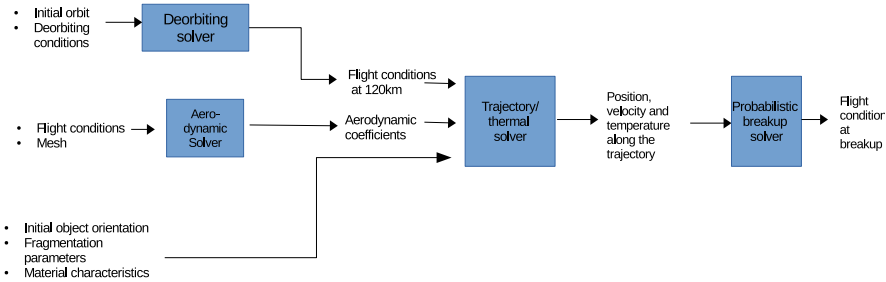 • Initial orbit
• Deorbiting
conditions
Deorbiting
solver
Flight conditions
at 120km
• Flight conditions
• Mesh
Aero-
dynamic
Solver
Aerodynamic
coefficients
Trajectory/
thermal
solver
Position,
velocity and
temperature
along the
trajectory
Probabilistic
breakup
solver
Flight
condition
at
breakup
• Initial object orientation
• Fragmentation
parameters
• Material characteristics